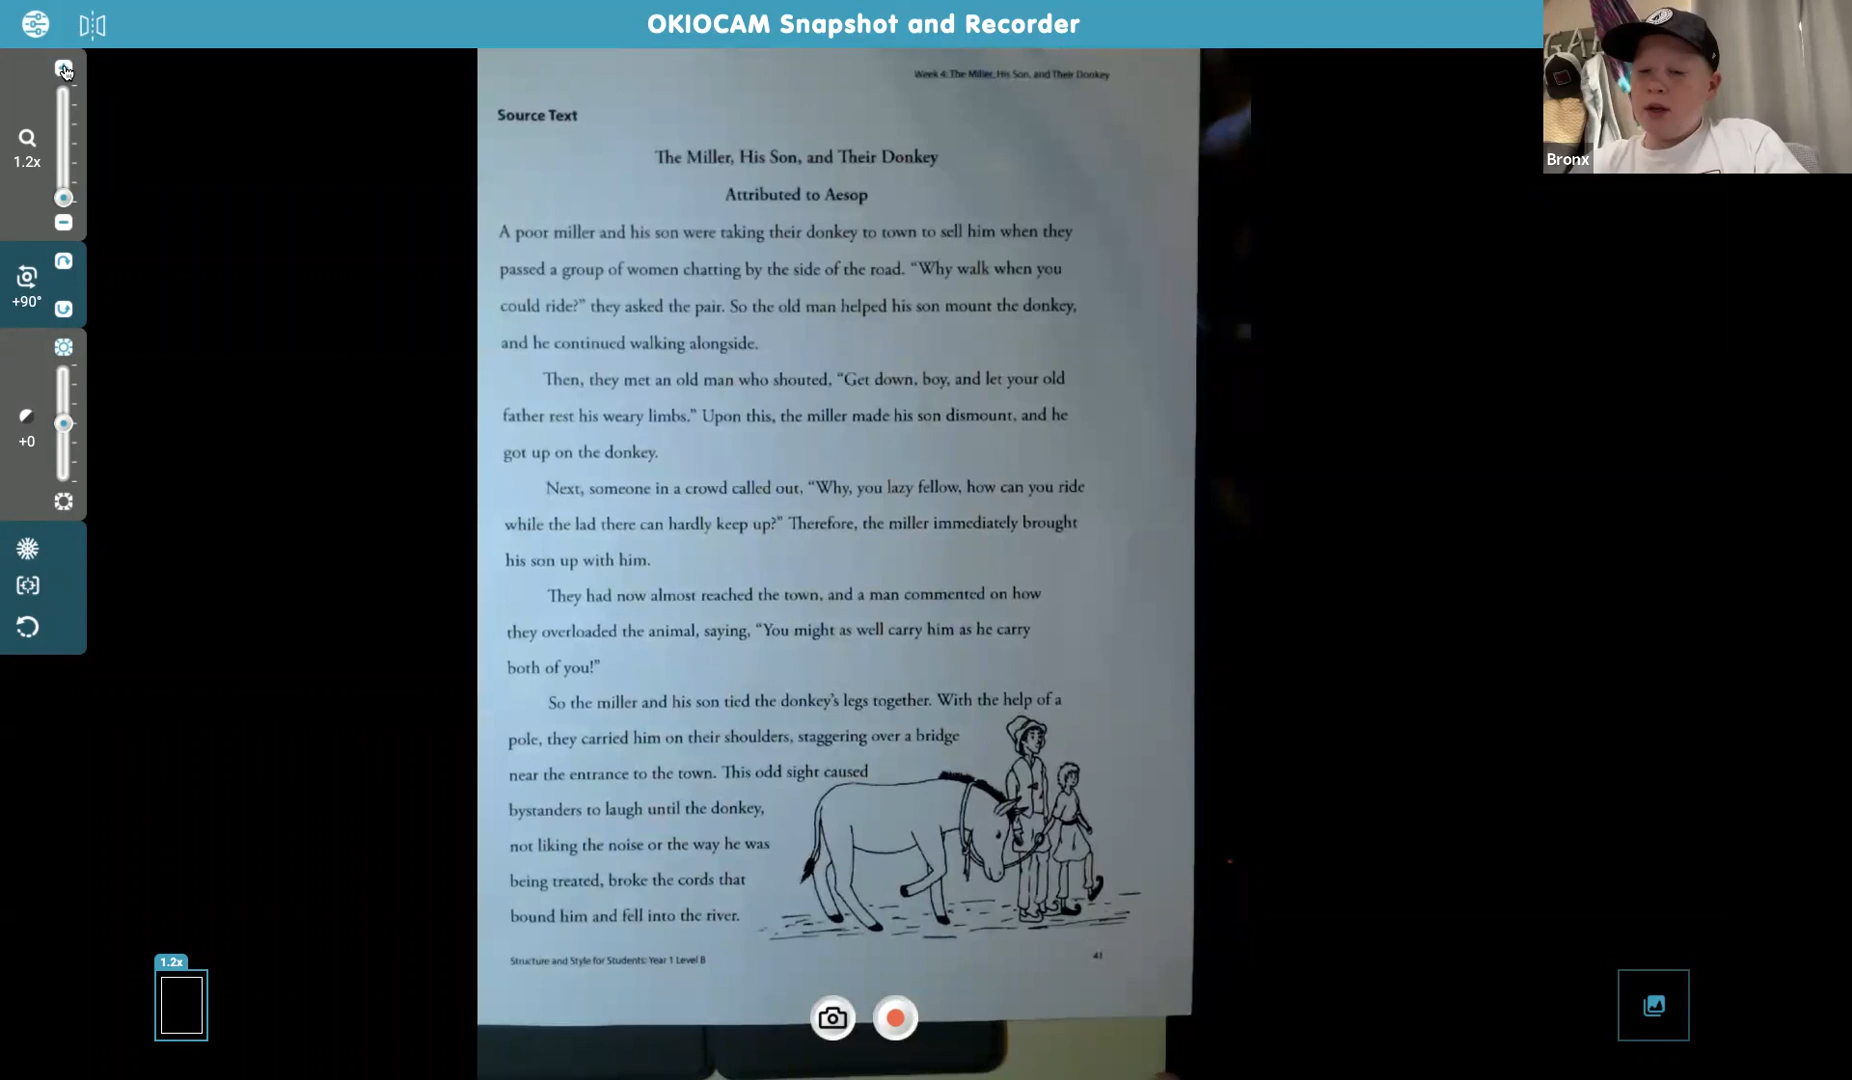 OKIOCAM Snapshot and Recorder
1.2x
+90°
+0
Bronx
Week 4: The Miller, His Son, and Their Donkey
Source Text
The Miller, His Son, and Their Donkey
Attributed to Aesop
A poor miller and his son were taking their donkey to town to sell him when they
passed a group of women chatting by the side of the road. “Why walk when you
could ride?” they asked the pair. So the old man helped his son mount the donkey,
and he continued walking alongside.
Then, they met an old man who shouted, “Get down, boy, and let your old
father rest his weary limbs.” Upon this, the miller made his son dismount, and he
got up on the donkey.
Next, someone in a crowd called out, “Why, you lazy fellow, how can you ride
while the lad there can hardly keep up?” Therefore, the miller immediately brought
his son up with him.
They had now almost reached the town, and a man commented on how
they overloaded the animal, saying, “You might as well carry him as he carry
both of you!”
So the miller and his son tied the donkey’s legs together. With the help of a
pole, they carried him on their shoulders, staggering over a bridge
near the entrance to the town. This odd sight caused
bystanders to laugh until the donkey,
not liking the noise or the way he was
being treated, broke the cords that
bound him and fell into the river.
Structure and Style for Students: Year 1 Level B
41
1.2x